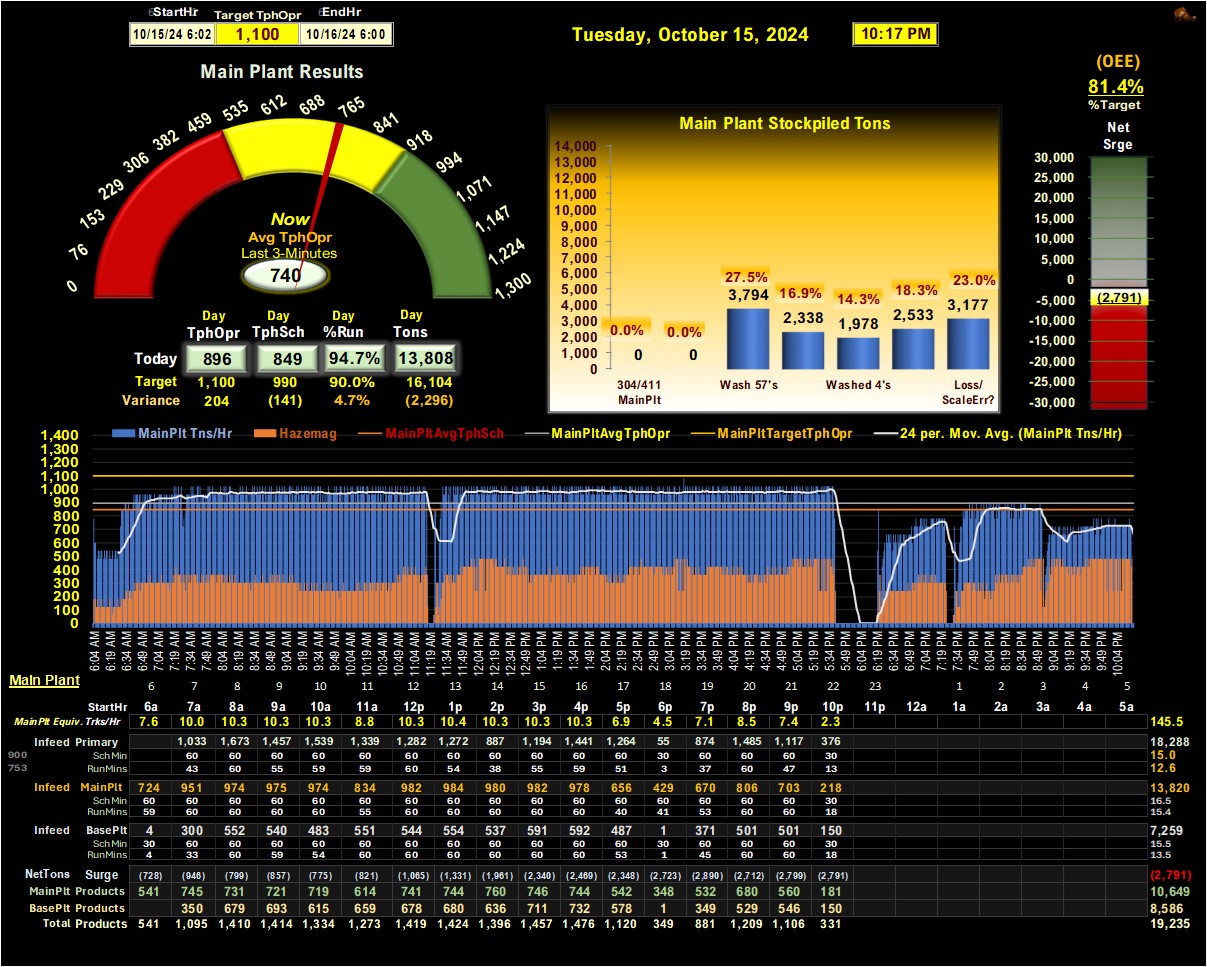 StartHr Target TphOpr EndHr
10/15/24 6:02 1,100 10/16/24 6:00
Tuesday, October 15, 2024 10:17 PM
(OEE)
81.4%
%Target
Net
Srge
30,000
25,000
20,000
15,000
10,000
5,000
0
-5,000
-10,000
-15,000
-20,000
-25,000
-30,000
(2,791)
Main Plant Results
0 76 153 229 306 382 459 535 612 688 765 841 918 994 1,071 1,147 1,224 1,300
Now
Avg TphOpr
Last 3-Minutes
740
Day Day Day Day
TphOpr TphSch %Run Tons
Today 896 849 94.7% 13,808
Target 1,100 990 90.0% 16,104
Variance 204 (141) 4.7% (2,296)
Main Plant Stockpiled Tons
14,000
13,000
12,000
11,000
10,000
9,000
8,000
7,000
6,000
5,000
4,000
3,000
2,000
1,000
0
0.0% 0.0% 27.5% 16.9% 14.3% 18.3% 23.0%
0 0 3,794 2,338 1,978 2,533 3,177
304/411 Wash 57's Washed 4's Loss/
MainPlt ScaleErr?
MainPlt Tns/Hr Hazemag MainPltAvgTphSch MainPltAvgTphOpr MainPltTargetTphOpr 24 per. Mov. Avg. (MainPlt Tns/Hr)
1,400
1,300
1,200
1,100
1,000
900
800
700
600
500
400
300
200
100
0
6:04 AM 6:19 AM 6:34 AM 6:49 AM 7:04 AM 7:19 AM 7:34 AM 7:49 AM 8:04 AM 8:19 AM 8:34 AM 8:49 AM 9:04 AM 9:19 AM 9:34 AM 9:49 AM 10:04 AM 10:19 AM 10:34 AM 10:49 AM 11:04 AM 11:19 AM 11:34 AM 11:49 AM 12:04 PM 12:19 PM 12:34 PM 12:49 PM 1:04 PM 1:19 PM 1:34 PM 1:49 PM 2:04 PM 2:19 PM 2:34 PM 2:49 PM 3:04 PM 3:19 PM 3:34 PM 3:49 PM 4:04 PM 4:19 PM 4:34 PM 4:49 PM 5:04 PM 5:19 PM 5:34 PM 5:49 PM 6:04 PM 6:19 PM 6:34 PM 6:49 PM 7:04 PM 7:19 PM 7:34 PM 7:49 PM 8:04 PM 8:19 PM 8:34 PM 8:49 PM 9:04 PM 9:19 PM 9:34 PM 9:49 PM 10:04 PM
Main Plant
6 7 8 9 10 11 12 13 14 15 16 17 18 19 20 21 22 23 1 2 3 4 5
StartHr 6a 7a 8a 9a 10a 11a 12p 1p 2p 3p 4p 5p 6p 7p 8p 9p 10p 11p 12a 1a 2a 3a 4a 5a
MainPlt Equiv. Trks/Hr 7.6 10.0 10.3 10.3 10.3 8.8 10.3 10.4 10.3 10.3 10.3 6.9 4.5 7.1 8.5 7.4 2.3 145.5
Infeed Primary 1,033 1,673 1,457 1,539 1,339 1,282 1,272 887 1,194 1,441 1,264 55 874 1,485 1,117 376 18,288
900 Sch Min 60 60 60 60 60 60 60 60 60 60 60 30 60 60 60 30 15.0
753 RunMins 43 60 55 59 59 60 54 38 55 59 51 3 37 60 47 13 12.6
Infeed MainPlt 724 951 974 975 974 834 982 984 980 982 978 656 429 670 806 703 218 13,820
Sch Min 60 60 60 60 60 60 60 60 60 60 60 60 60 60 60 60 30 16.5
RunMins 59 60 60 60 60 55 60 60 60 60 60 40 41 53 60 60 18 15.4
Infeed BasePlt 4 300 552 540 483 551 544 554 537 591 592 487 1 371 501 501 150 7,259
Sch Min 30 60 60 60 60 60 60 60 60 60 60 60 30 60 60 60 30 15.5
RunMins 4 33 60 59 54 60 60 60 60 60 60 53 1 45 60 60 18 13.5
NetTons Surge (728) (946) (799) (857) (775) (821) (1,065) (1,331) (1,961) (2,340) (2,469) (2,348) (2,723) (2,890) (2,712) (2,799) (2,791) (2,791)
MainPlt Products 541 745 731 721 719 614 741 744 760 746 744 542 348 532 680 560 181 10,649
BasePlt Products 350 679 693 615 659 678 680 636 711 732 578 1 349 529 546 150 8,586
Total Products 541 1,095 1,410 1,414 1,334 1,273 1,419 1,424 1,396 1,457 1,476 1,120 349 881 1,209 1,106 331 19,235